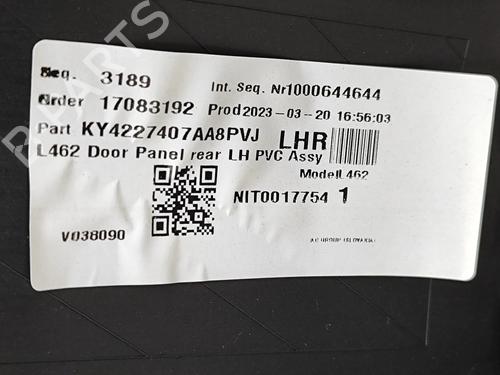 Seq. 3189 Int. Seq. Nr1000644644
Order 17083192 Prod2023-03-20 16:56:03
Part KY4227407AA8PVJ LHR
L462 Door Panel rear LH PVC Assy
ModelL462
NIT0017754 1
V038090